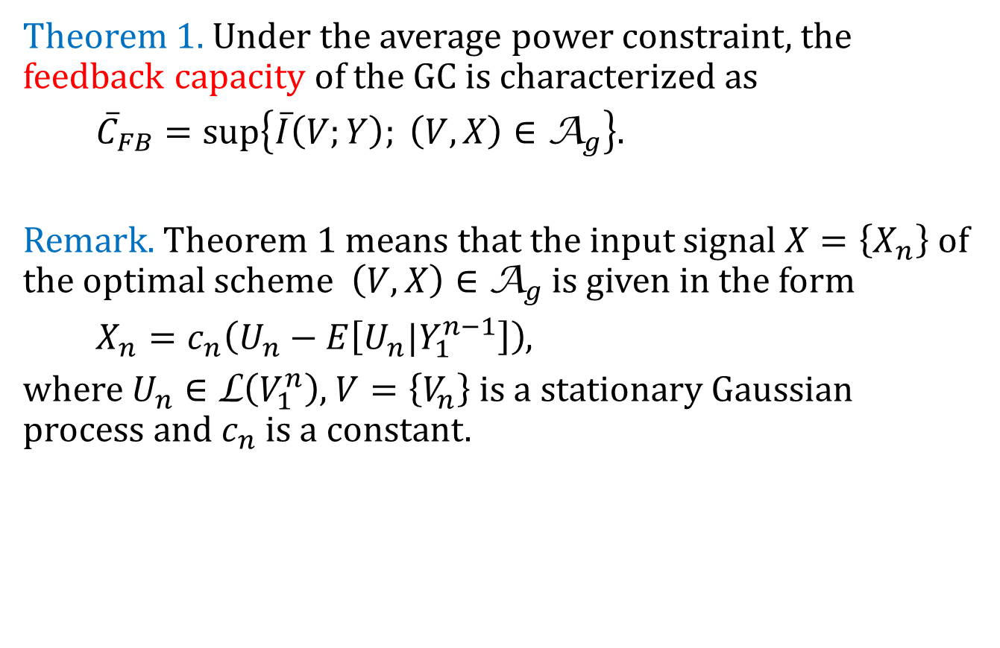 Theorem 1. Under the average power constraint, the
feedback capacity of the GC is characterized as
$\bar{C}_{FB} = \sup\{\bar{I}(V; Y);\ (V, X) \in \mathcal{A}_g\}.$
Remark. Theorem 1 means that the input signal $X = \{X_n\}$ of
the optimal scheme $(V, X) \in \mathcal{A}_g$ is given in the form
$X_n = c_n(U_n - E[U_n|Y_1^{n-1}]),$
where $U_n \in \mathcal{L}(V_1^n), V = \{V_n\}$ is a stationary Gaussian
process and $c_n$ is a constant.